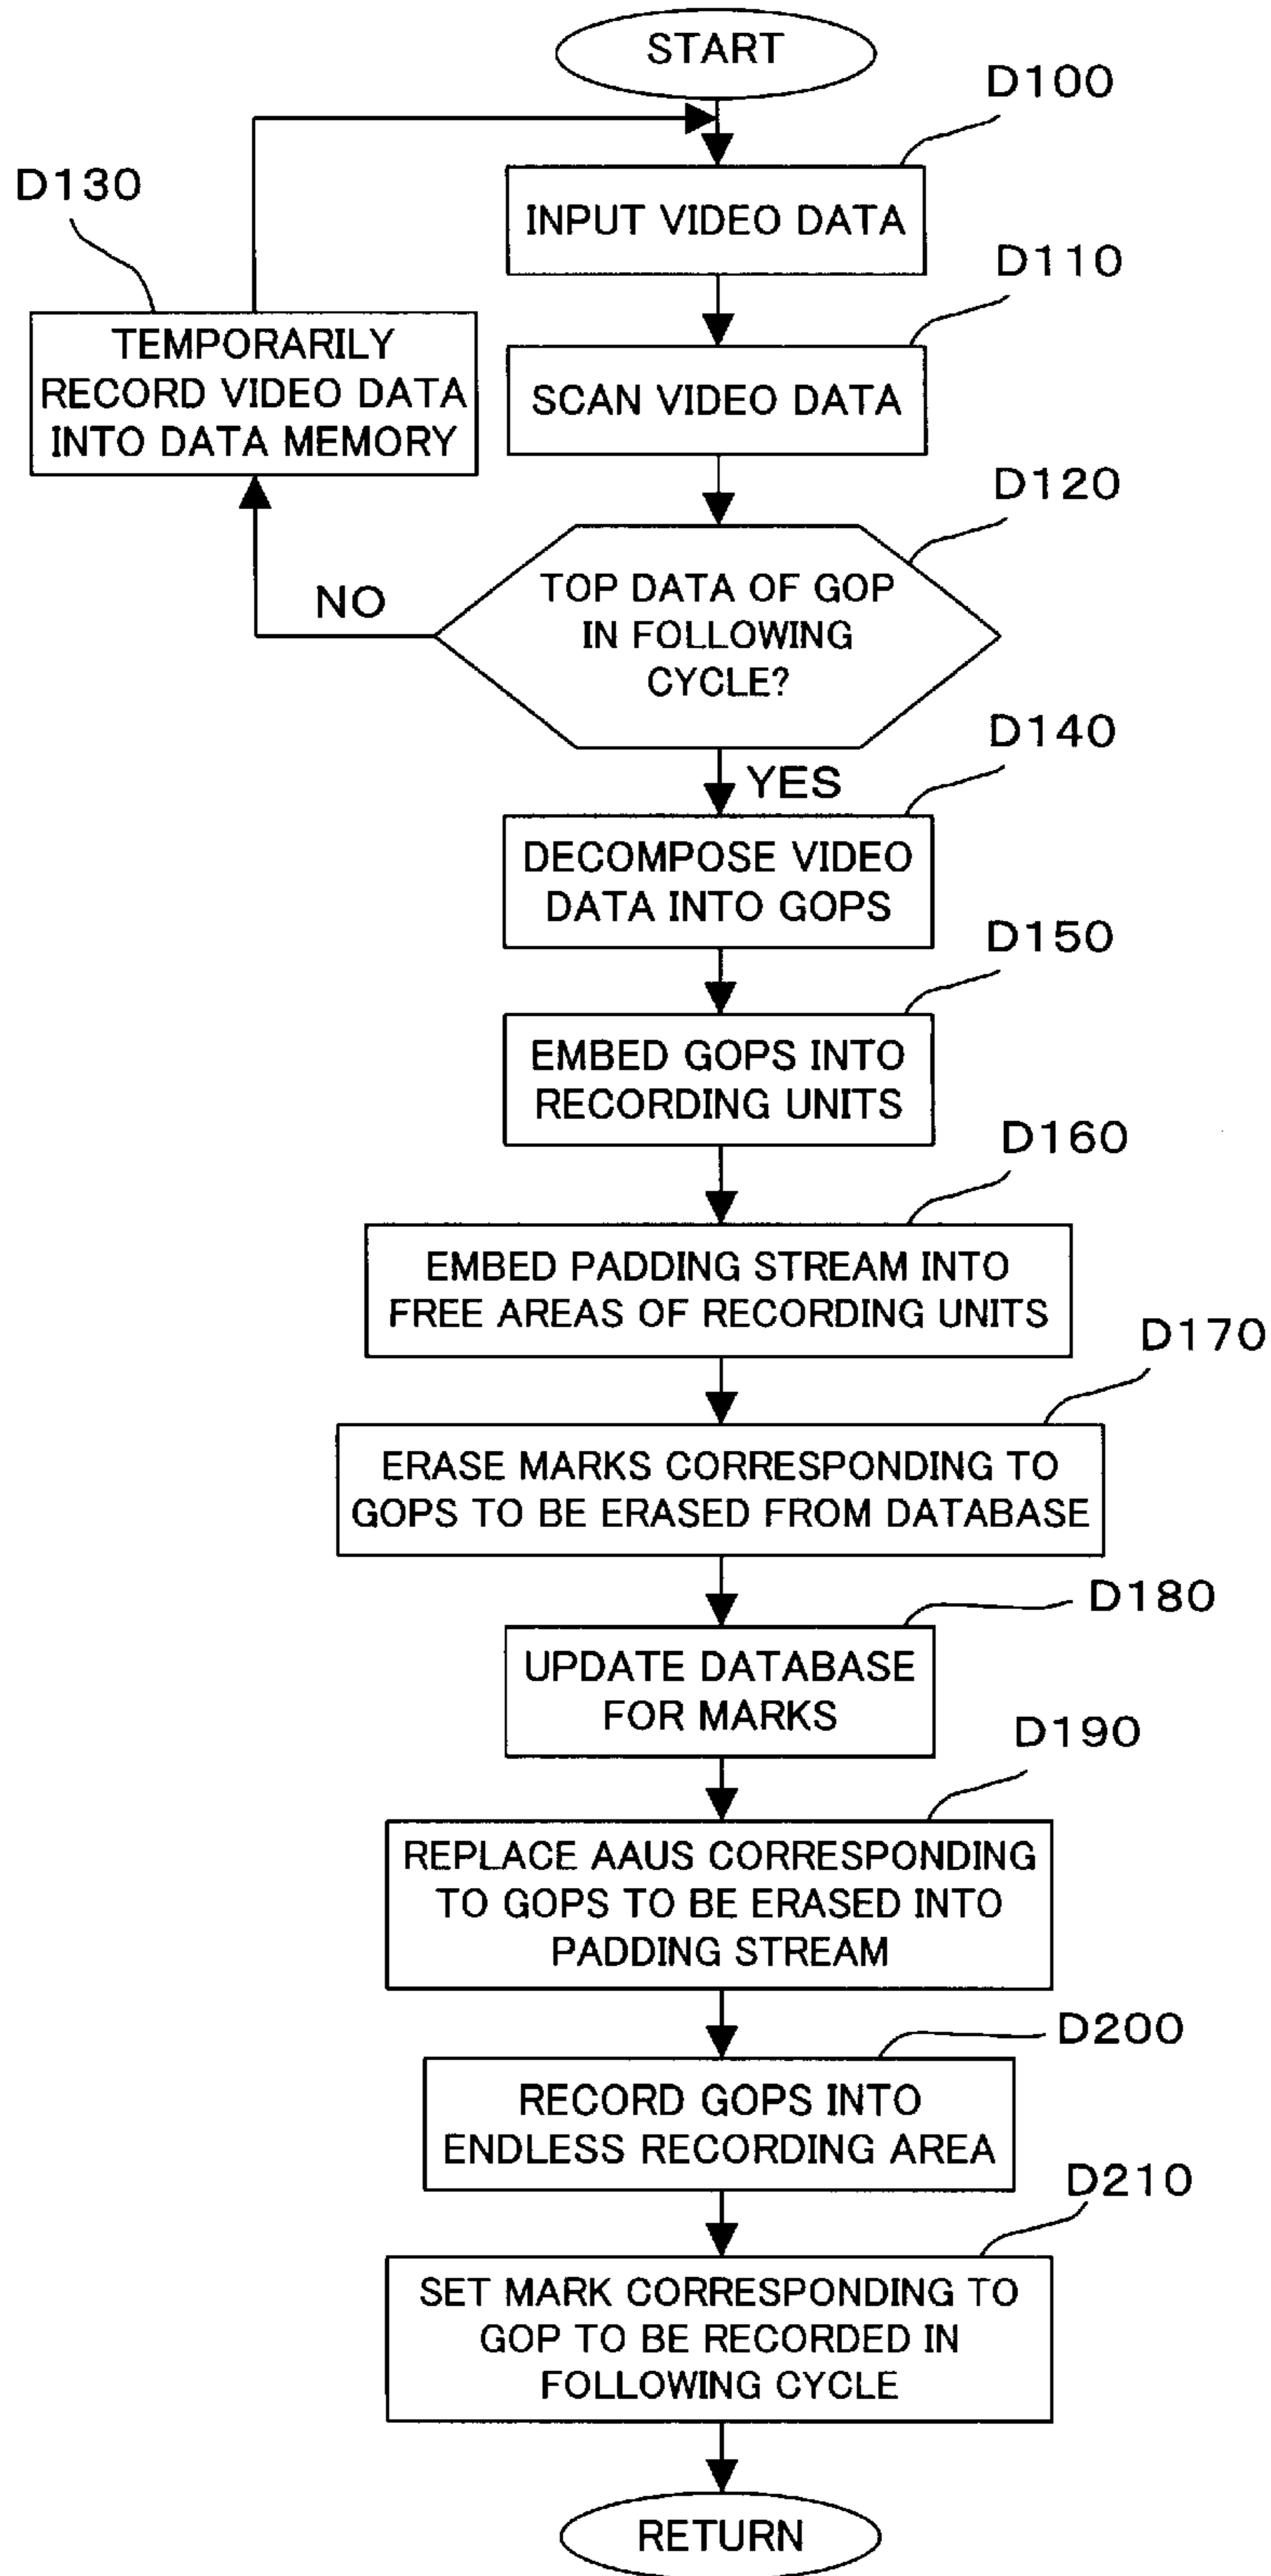 START
D100
INPUT VIDEO DATA
D110
SCAN VIDEO DATA
D130
TEMPORARILY
RECORD VIDEO DATA
INTO DATA MEMORY
D120
TOP DATA OF GOP
IN FOLLOWING
CYCLE?
NO
YES
D140
DECOMPOSE VIDEO
DATA INTO GOPS
D150
EMBED GOPS INTO
RECORDING UNITS
D160
EMBED PADDING STREAM INTO
FREE AREAS OF RECORDING UNITS
D170
ERASE MARKS CORRESPONDING TO
GOPS TO BE ERASED FROM DATABASE
D180
UPDATE DATABASE
FOR MARKS
D190
REPLACE AAUS CORRESPONDING
TO GOPS TO BE ERASED INTO
PADDING STREAM
D200
RECORD GOPS INTO
ENDLESS RECORDING AREA
D210
SET MARK CORRESPONDING TO
GOP TO BE RECORDED IN
FOLLOWING CYCLE
RETURN